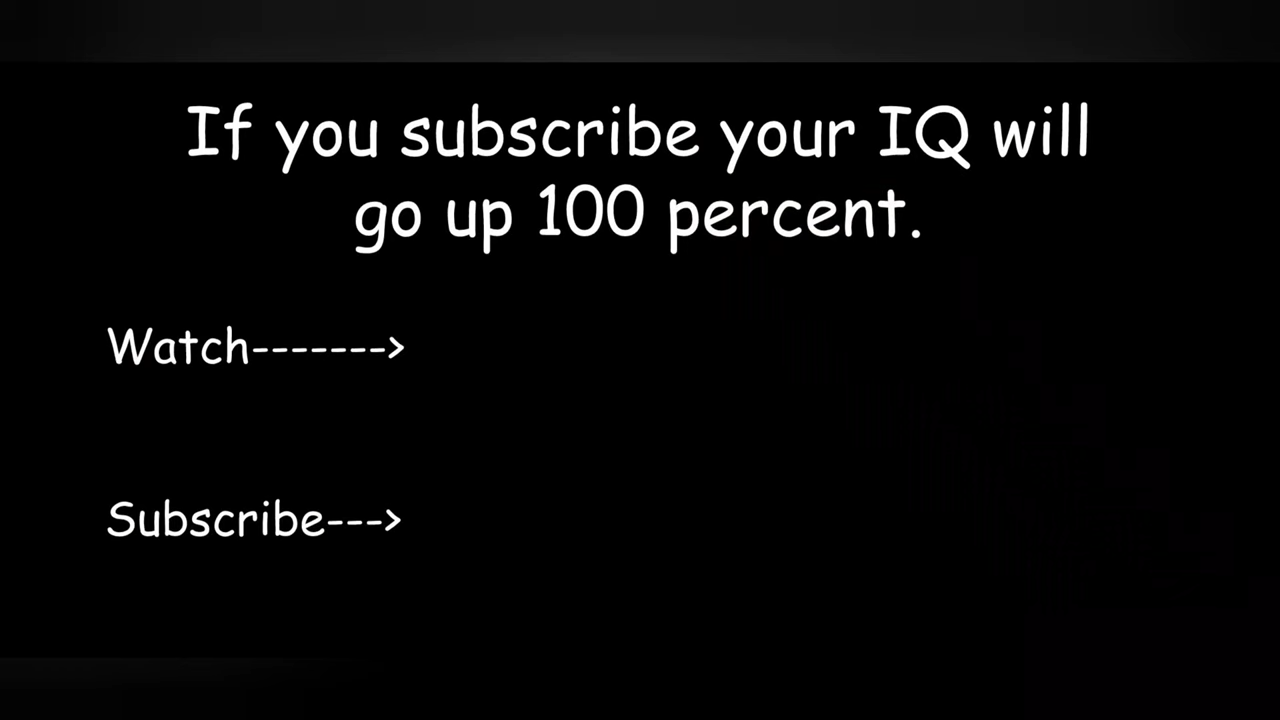 If you subscribe your IQ will
go up 100 percent.
Watch------->
Subscribe--->